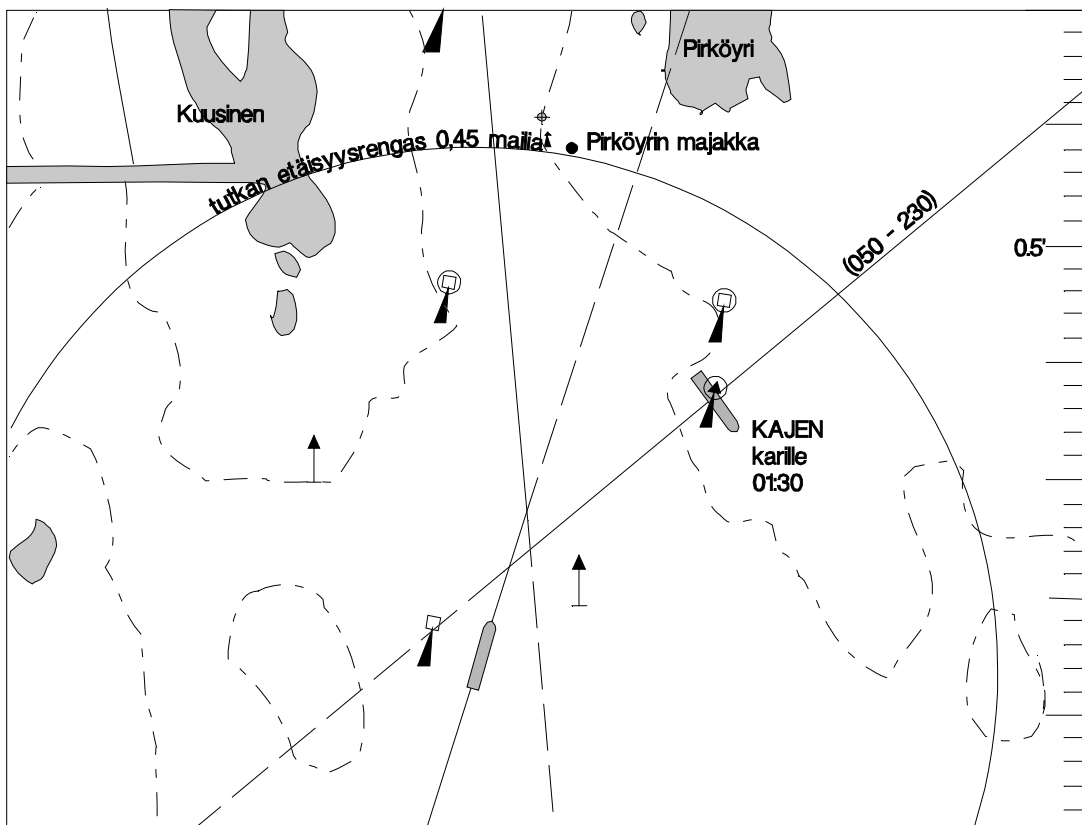 Pirköyri
Kuusinen
tutkan etäisyysrengas 0,45 mailia
Pirköyrin majakka
(050 - 230)
0.5'
KAJEN
karille
01:30